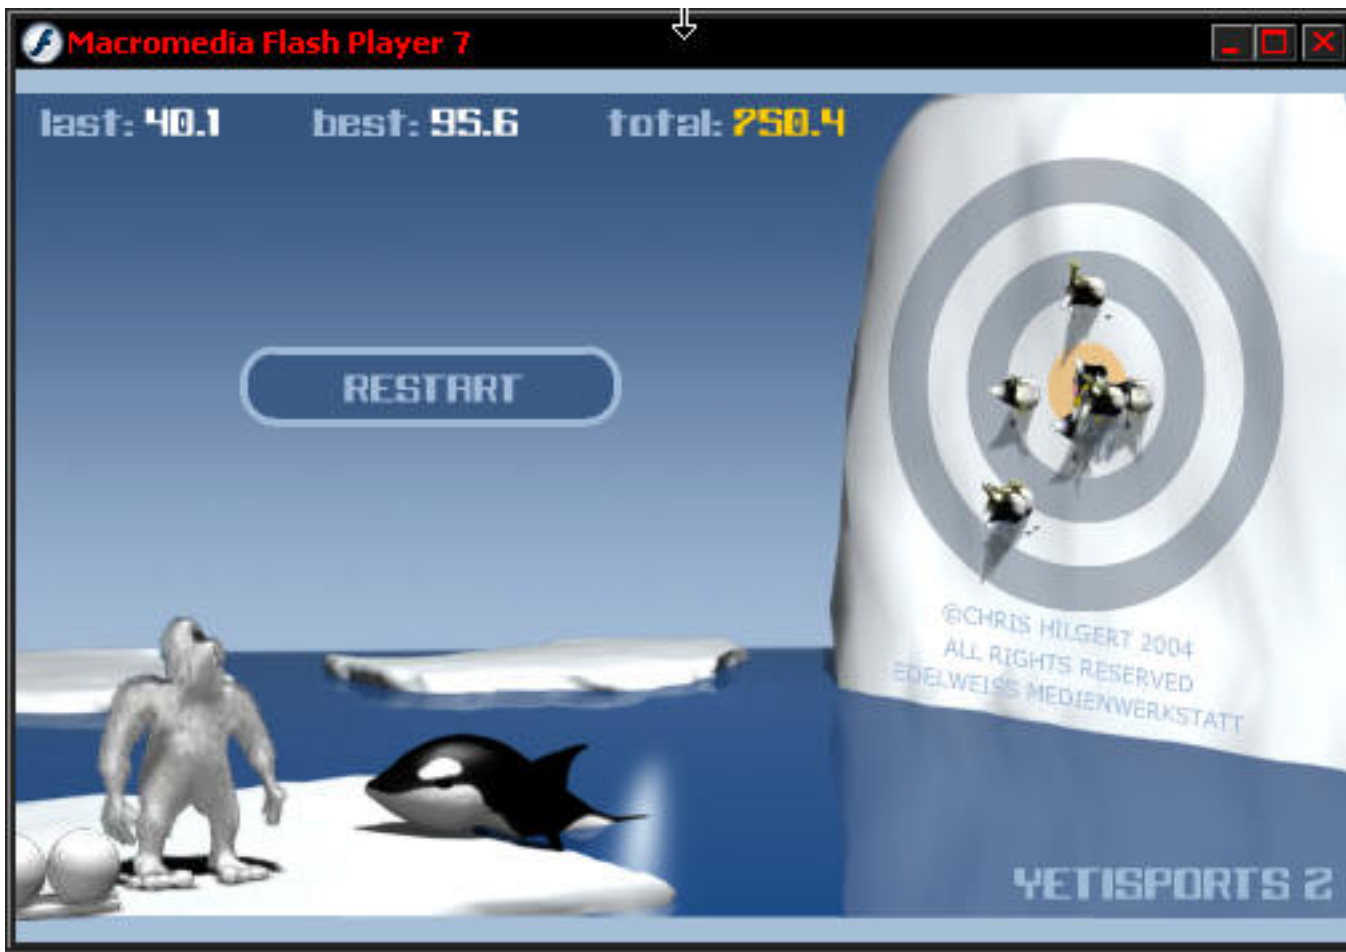 Macromedia Flash Player 7
last: 40.1 best: 95.6 total: 750.4
RESTART
©CHRIS HILGERT 2004
ALL RIGHTS RESERVED
EDELWEISS MEDIENWERKSTATT
YETISPORTS 2